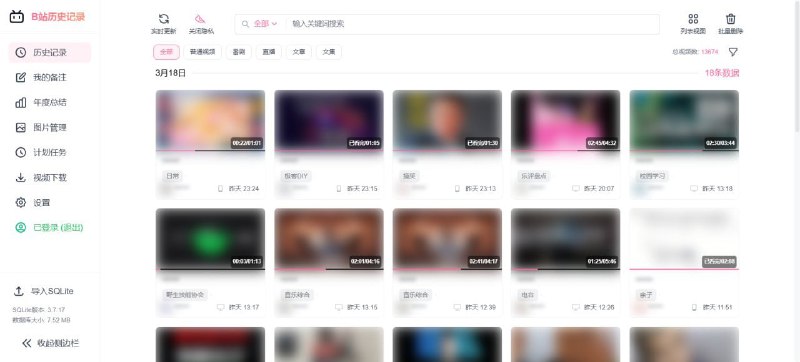 B站历史记录
历史记录
我的备注
年度总结
图片管理
计划任务
视频下载
设置
已登录 (退出)
导入SQLite
SQLite版本: 3.7.17
数据库大小: 7.52 MB
收起侧边栏
实时更新
关闭隐私
全部
输入关键词搜索
列表视图
批量删除
全部
普通视频
番剧
直播
文章
文集
总视频数: 13674
3月18日
18条数据
00:22/01:01
已看完/01:05
已看完/01:30
02:45/04:32
02:30/03:44
日常
极客DIY
搞笑
乐评盘点
校园学习
昨天 23:24
昨天 23:15
昨天 23:13
昨天 20:07
昨天 13:18
00:03/01:13
02:01/04:16
02:41/04:17
01:25/05:46
已看完/02:08
野生技能协会
音乐综合
音乐综合
电音
亲子
昨天 13:17
昨天 13:15
昨天 12:39
昨天 12:26
昨天 11:51